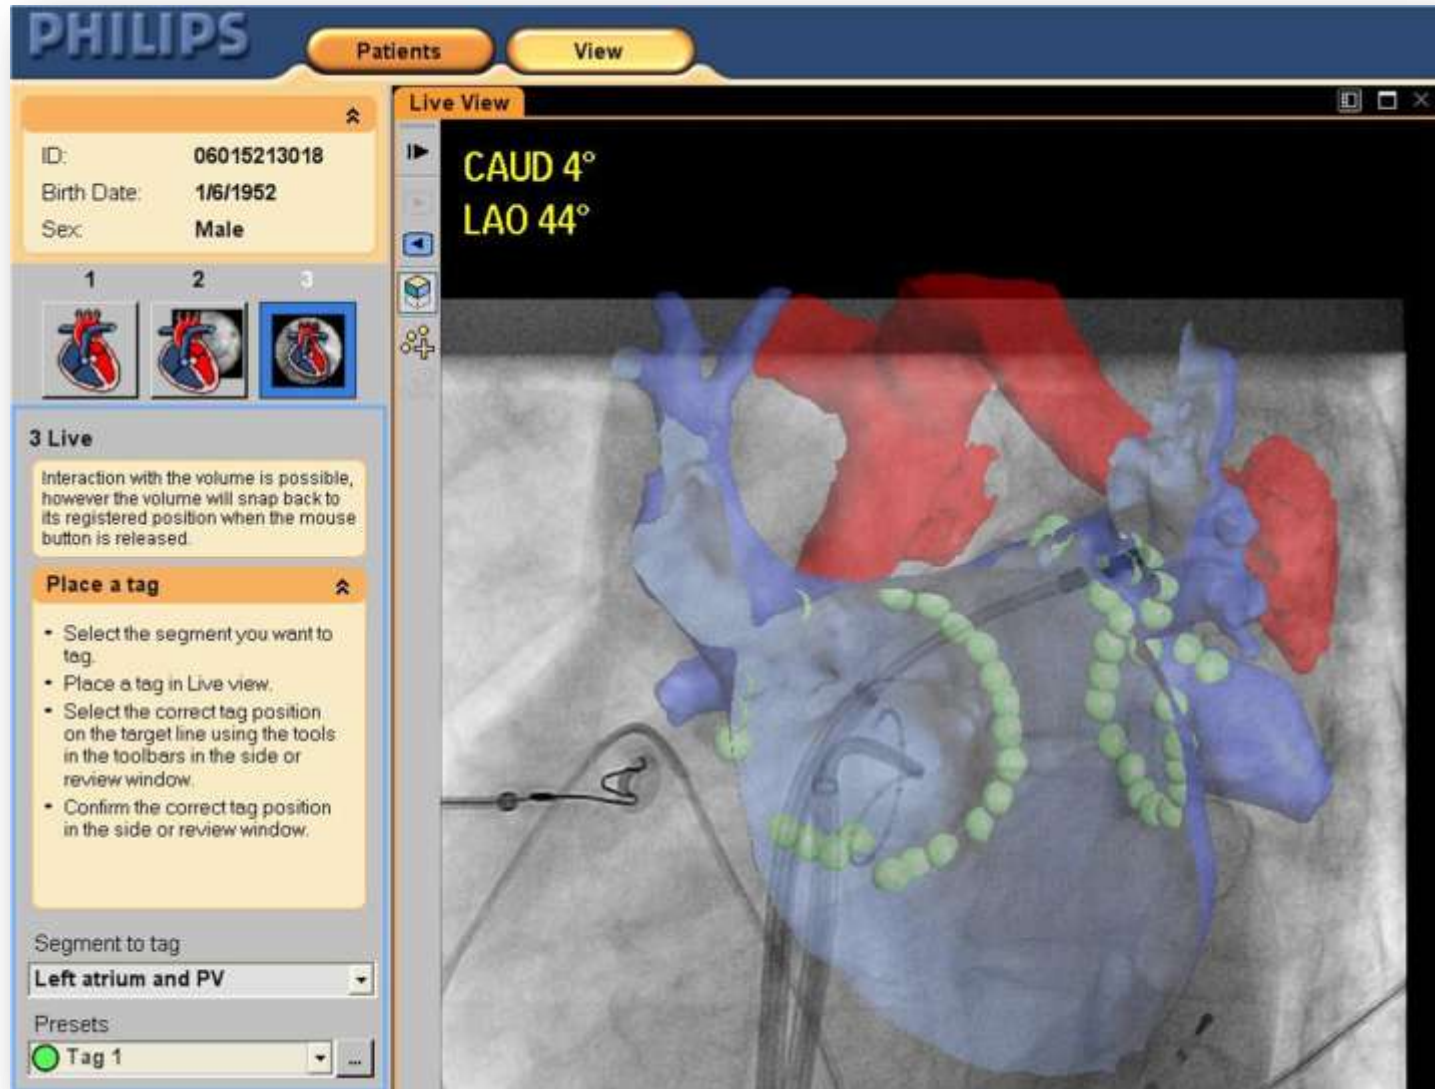 PHILIPS
Patients
View
ID: 06015213018
Birth Date: 1/6/1952
Sex: Male
1 2 3
3 Live
Interaction with the volume is possible,
however the volume will snap back to
its registered position when the mouse
button is released.
Place a tag
• Select the segment you want to
tag.
• Place a tag in Live view.
• Select the correct tag position
on the target line using the tools
in the toolbars in the side or
review window.
• Confirm the correct tag position
in the side or review window.
Segment to tag
Left atrium and PV
Presets
Tag 1
...
Live View
CAUD 4°
LAO 44°